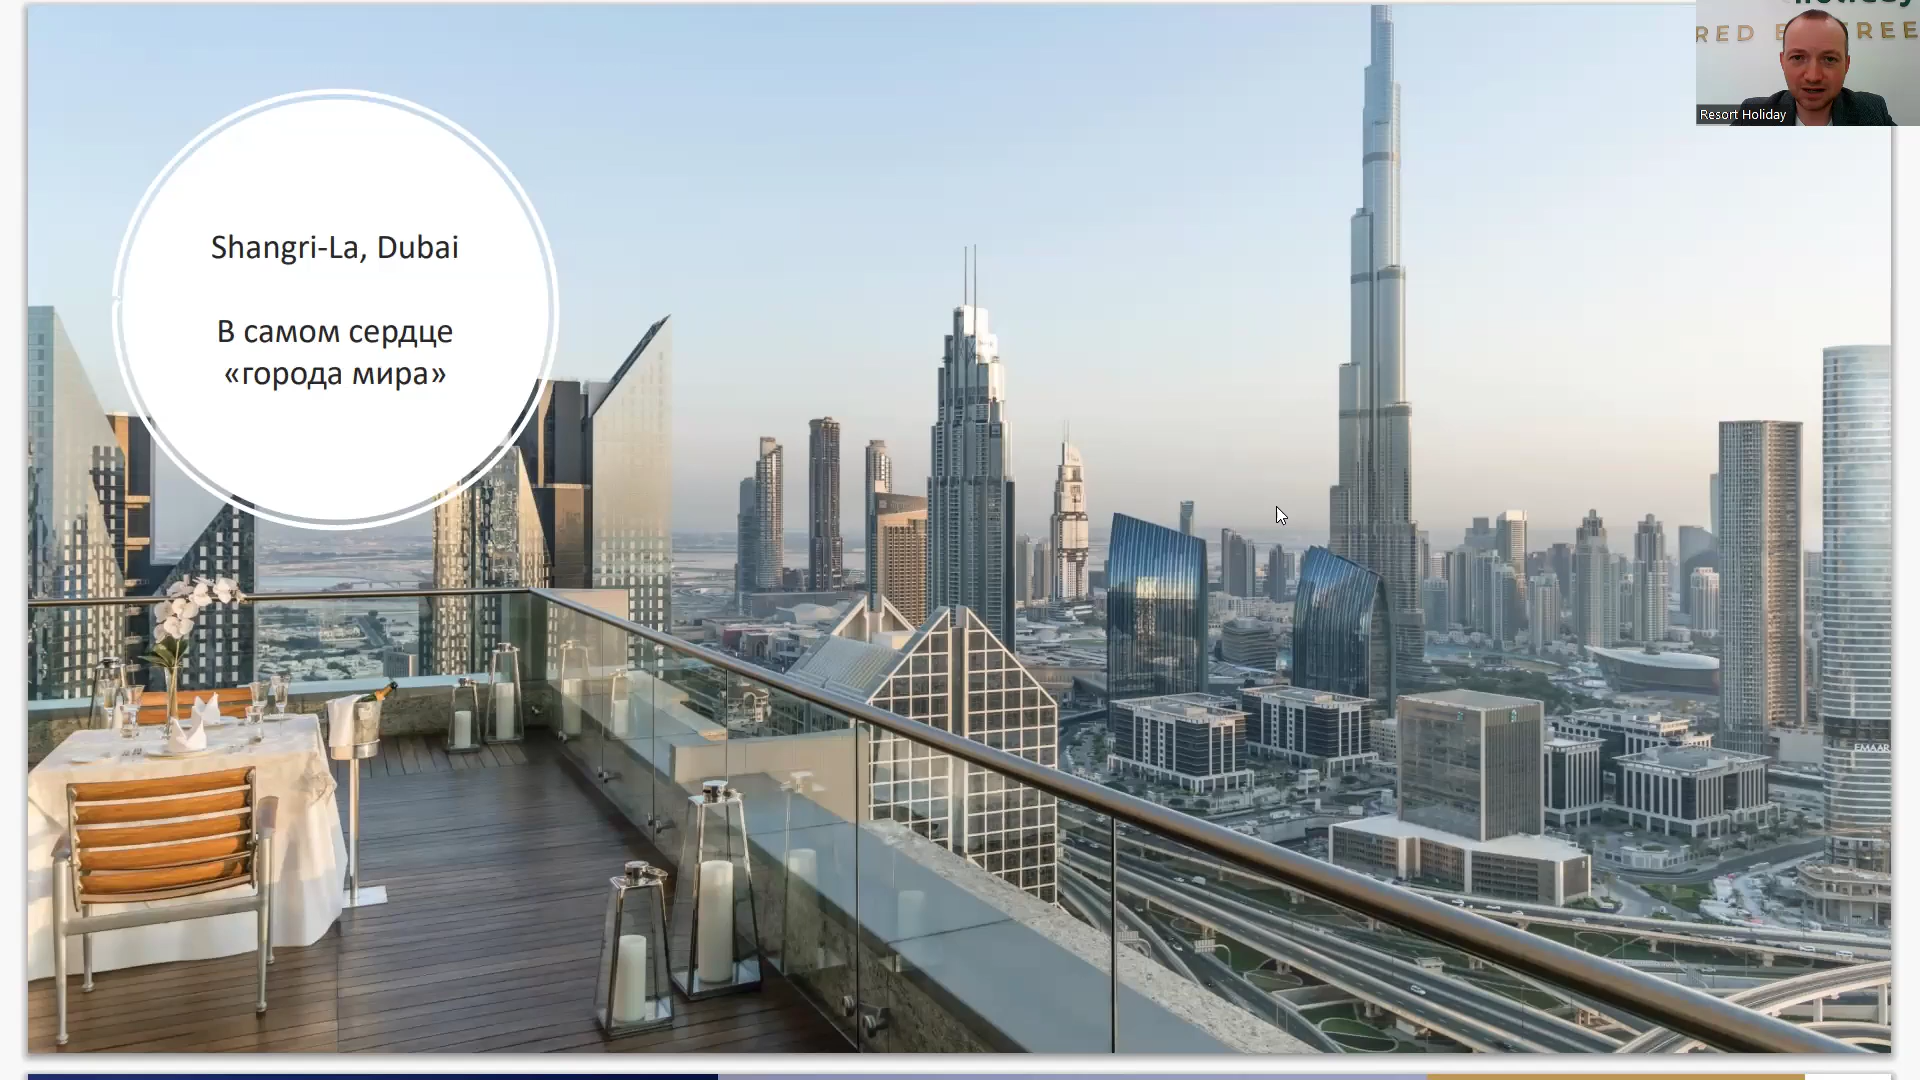 Shangri-La, Dubai
В самом сердце
«города мира»
Resort Holiday
EMAAR